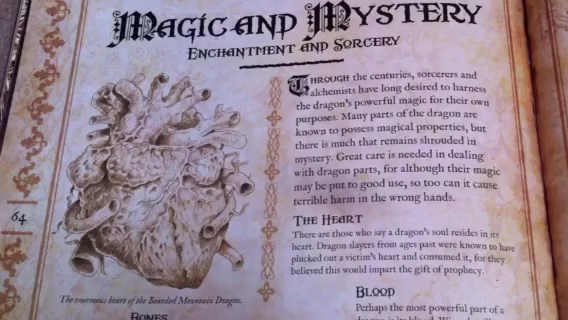 MAGIC AND MYSTERY
ENCHANTMENT AND SORCERY
THROUGH the centuries, sorcerers and
alchemists have long desired to harness
the dragon's powerful magic for their own
purposes. Many parts of the dragon are
known to possess magical properties, but
there is much that remains shrouded in
mystery. Great care is needed in dealing
with dragon parts, for although their magic
may be put to good use, so too can it cause
terrible harm in the wrong hands.
64
THE HEART
There are those who say a dragon's soul resides in its
heart. Dragon slayers from ages past were known to have
plucked out a victim's heart and consumed it, for they
believed this would impart the gift of prophecy.
The enormous heart of the Bearded Mountain Dragon.
BONES
BLOOD
Perhaps the most powerful part of a
dragon is its blood.